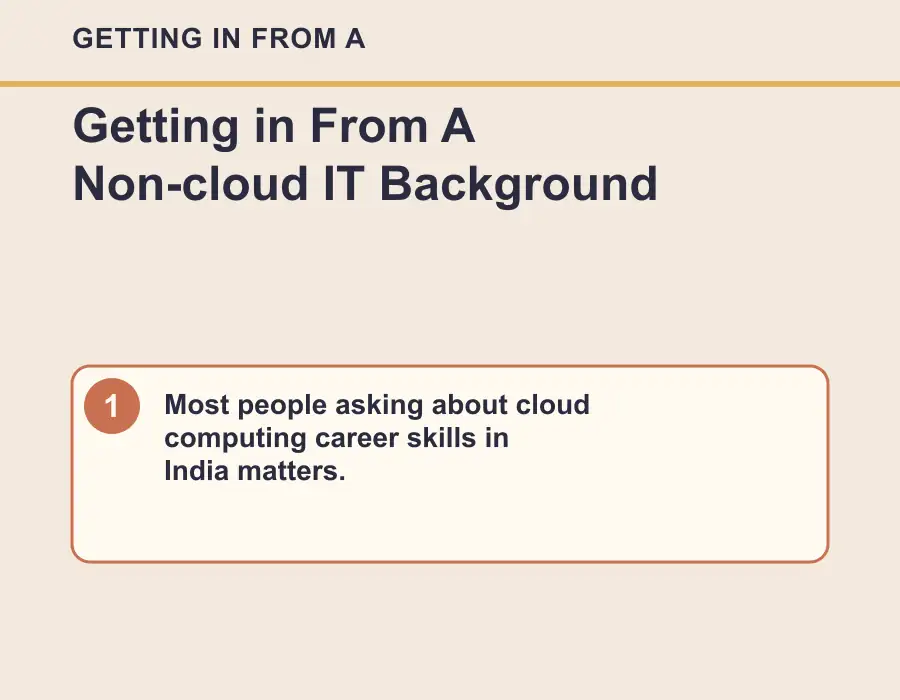 GETTING IN FROM A
Getting in From A
Non-cloud IT Background
1
Most people asking about cloud
computing career skills in
India matters.